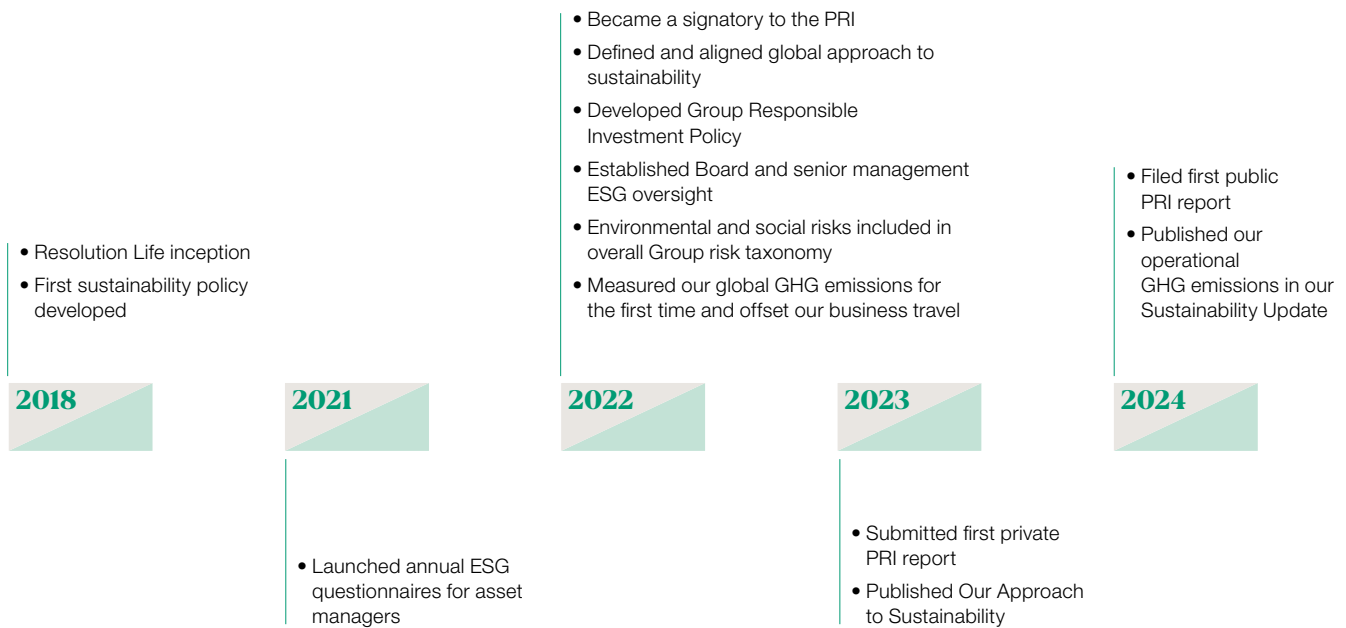 2018
• Resolution Life inception
• First sustainability policy
developed
2021
• Launched annual ESG
questionnaires for asset
managers
2022
• Became a signatory to the PRI
• Defined and aligned global approach to
sustainability
• Developed Group Responsible
Investment Policy
• Established Board and senior management
ESG oversight
• Environmental and social risks included in
overall Group risk taxonomy
• Measured our global GHG emissions for
the first time and offset our business travel
2023
• Submitted first private
PRI report
• Published Our Approach
to Sustainability
2024
• Filed first public
PRI report
• Published our
operational
GHG emissions in our
Sustainability Update